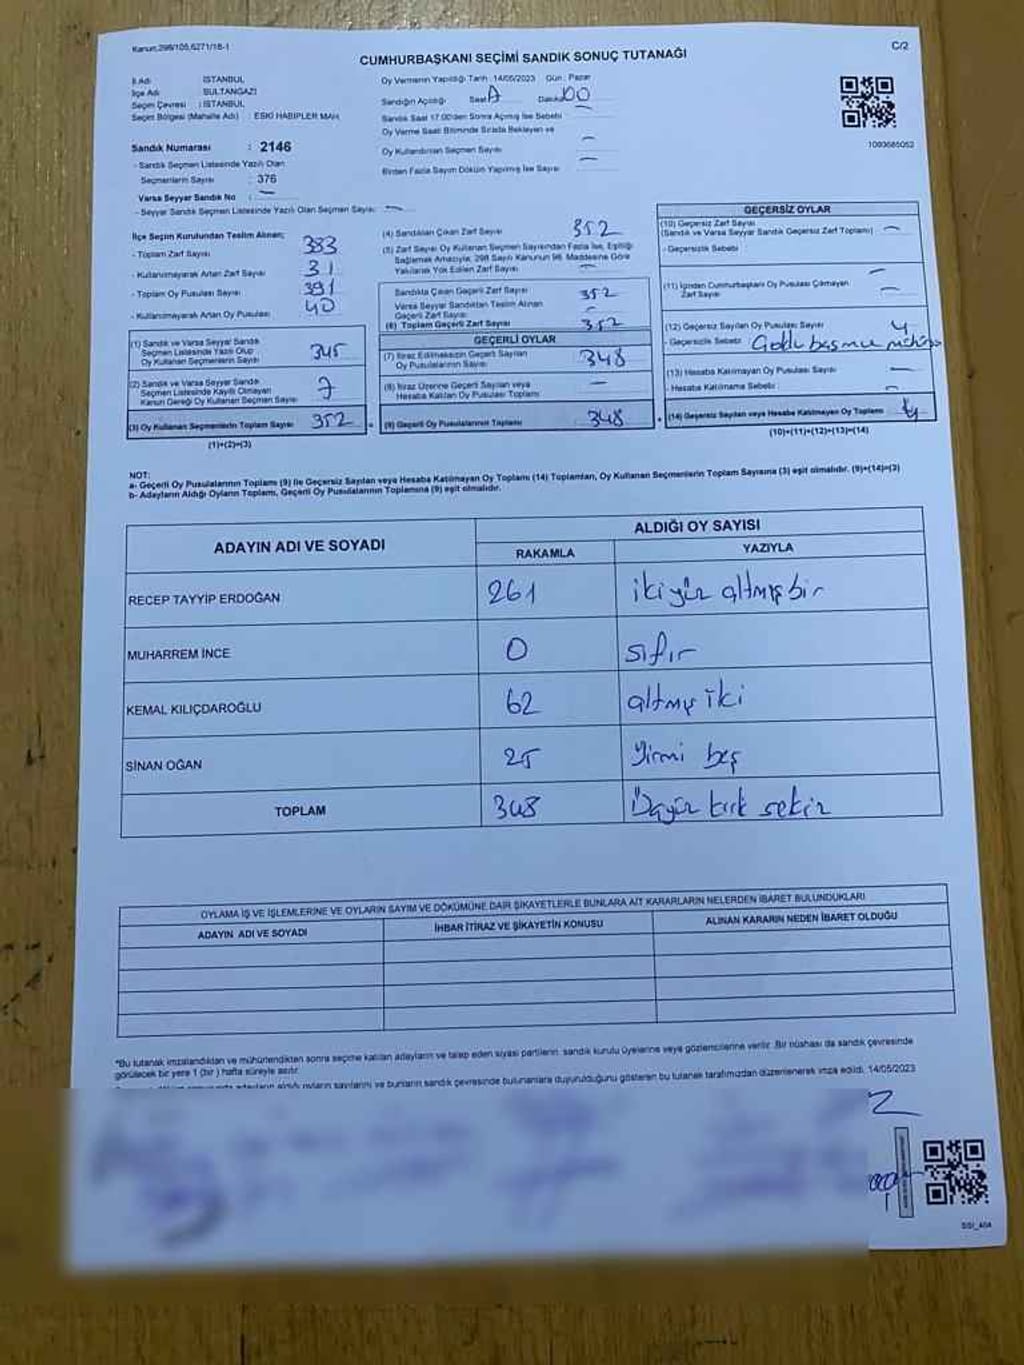 Kanun;298/105,6271/18-1
C/2
CUMHURBAŞKANI SEÇİMİ SANDIK SONUÇ TUTANAĞI
İl Adı : İSTANBUL
İlçe Adı : SULTANGAZİ
Seçim Çevresi : İSTANBUL
Seçim Bölgesi (Mahalle Adı) : ESKİ HABİPLER MAH.
Sandık Numarası : 2146
- Sandık Seçmen Listesinde Yazılı Olan
Seçmenlerin Sayısı : 376
Varsa Seyyar Sandık No : —
- Seyyar Sandık Seçmen Listesinde Yazılı Olan Seçmen Sayısı: —
Oy Vermenin Yapıldığı Tarih : 14/05/2023 Gün : Pazar
Sandığın Açıldığı Saat Dakika 00
Sandık Saat 17.00'den Sonra Açılmış İse Sebebi —
Oy Verme Saati Bitiminde Sırada Bekleyen ve
Oy Kullandırılan Seçmen Sayısı —
Birden Fazla Sayım Döküm Yapılmış İse Sayısı —
1093685052
İlçe Seçim Kurulundan Teslim Alınan;
- Toplam Zarf Sayısı 383
- Kullanılmayarak Artan Zarf Sayısı 31
- Toplam Oy Pusulası Sayısı 391
- Kullanılmayarak Artan Oy Pusulası 40
(1) Sandık ve Varsa Seyyar Sandık
Seçmen Listesinde Yazılı Olup
Oy Kullanan Seçmenlerin Sayısı 345
(2) Sandık ve Varsa Seyyar Sandık
Seçmen Listesinde Kayıtlı Olmayan
Kanun Gereği Oy Kullanan Seçmen Sayısı 7
(3) Oy Kullanan Seçmenlerin Toplam Sayısı 352
(1)+(2)=(3)
(4) Sandıktan Çıkan Zarf Sayısı 352
(5) Zarf Sayısı Oy Kullanan Seçmen Sayısından Fazla İse, Eşitliği
Sağlamak Amacıyla; 298 Sayılı Kanunun 98. Maddesine Göre
Yakılarak Yok Edilen Zarf Sayısı —
Sandıkta Çıkan Geçerli Zarf Sayısı 352
Varsa Seyyar Sandıktan Teslim Alınan
Geçerli Zarf Sayısı —
(6) Toplam Geçerli Zarf Sayısı 352
GEÇERLİ OYLAR
(7) İtiraz Edilmeksizin Geçerli Sayılan
Oy Pusulalarının Sayısı 348
(8) İtiraz Üzerine Geçerli Sayılan veya
Hesaba Katılan Oy Pusulası Toplamı —
(9) Geçerli Oy Pusulalarının Toplamı 348
GEÇERSİZ OYLAR
(10) Geçersiz Zarf Sayısı
(Sandık ve Varsa Seyyar Sandık Geçersiz Zarf Toplamı) —
- Geçersizlik Sebebi —
(11) İçinden Cumhurbaşkanı Oy Pusulası Çıkmayan
Zarf Sayısı —
(12) Geçersiz Sayılan Oy Pusulası Sayısı 4
- Geçersizlik Sebebi
(13) Hesaba Katılmayan Oy Pusulası Sayısı —
- Hesaba Katılmama Sebebi —
(14) Geçersiz Sayılan veya Hesaba Katılmayan Oy Toplamı 4
(10)+(11)+(12)+(13)=(14)
NOT:
a- Geçerli Oy Pusulalarının Toplamı (9) ile Geçersiz Sayılan veya Hesaba Katılmayan Oy Toplamı (14) Toplamları, Oy Kullanan Seçmenlerin Toplam Sayısına (3) eşit olmalıdır. (9)+(14)=(3)
b- Adayların Aldığı Oyların Toplamı, Geçerli Oy Pusulalarının Toplamına (9) eşit olmalıdır.
ADAYIN ADI VE SOYADI
ALDIĞI OY SAYISI
RAKAMLA YAZIYLA
RECEP TAYYİP ERDOĞAN 261 ikiyüz altmış bir
MUHARREM İNCE 0 sıfır
KEMAL KILIÇDAROĞLU 62 altmış iki
SİNAN OĞAN 25 Yirmi beş
TOPLAM 348 Üçyüz kırk sekiz
OYLAMA İŞ VE İŞLEMLERİNE VE OYLARIN SAYIM VE DÖKÜMÜNE DAİR ŞİKAYETLERLE BUNLARA AİT KARARLARIN NELERDEN İBARET BULUNDUKLARI
ADAYIN ADI VE SOYADI İHBAR İTİRAZ VE ŞİKAYETİN KONUSU ALINAN KARARIN NEDEN İBARET OLDUĞU
*Bu tutanak imzalandıktan ve mühürlendikten sonra seçime katılan adayların ve talep eden siyasi partilerin sandık kurulu üyelerine veya gözlemcilerine verilir. Bir nüshası da sandık çevresinde
görülecek bir yere 1 (bir ) hafta süreyle asılır.
adayların aldığı oyların sayılarını ve bunların sandık çevresinde bulunanlara duyurulduğunu gösteren bu tutanak tarafımızdan düzenlenerek imza edildi. 14/05/2023
SSI_40A